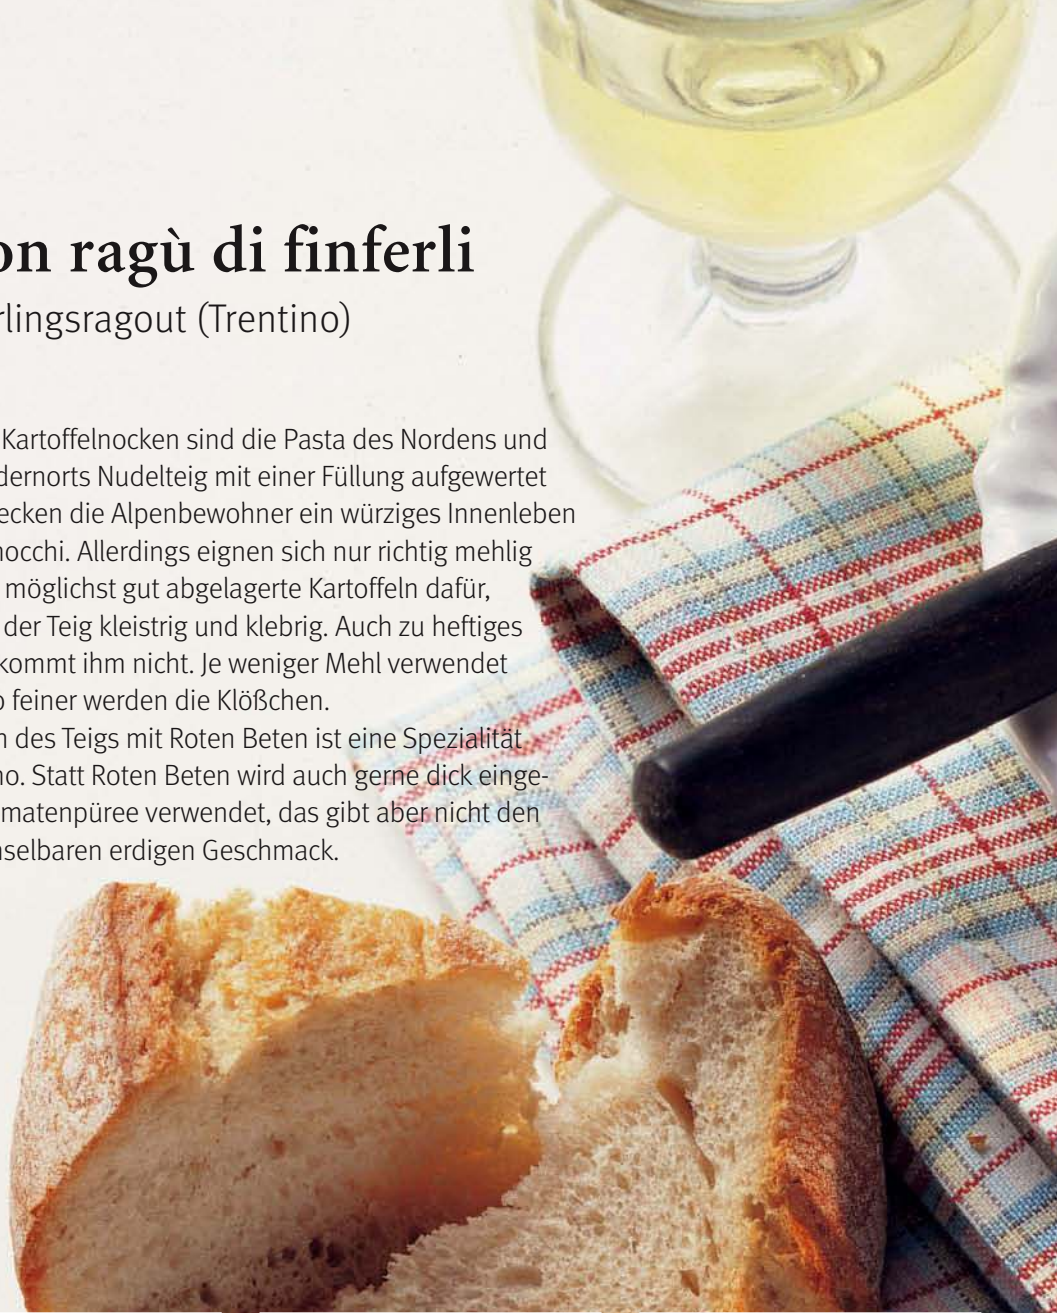 on ragù di finferli
rlingsragout (Trentino)
Kartoffelnocken sind die Pasta des Nordens und
dernorts Nudelteig mit einer Füllung aufgewertet
ecken die Alpenbewohner ein würziges Innenleben
nocchi. Allerdings eignen sich nur richtig mehlig
möglichst gut abgelagerte Kartoffeln dafür,
der Teig kleistrig und klebrig. Auch zu heftiges
kommt ihm nicht. Je weniger Mehl verwendet
o feiner werden die Klößchen.
n des Teigs mit Roten Beten ist eine Spezialität
no. Statt Roten Beten wird auch gerne dick einge-
matenpüree verwendet, das gibt aber nicht den
nselbaren erdigen Geschmack.